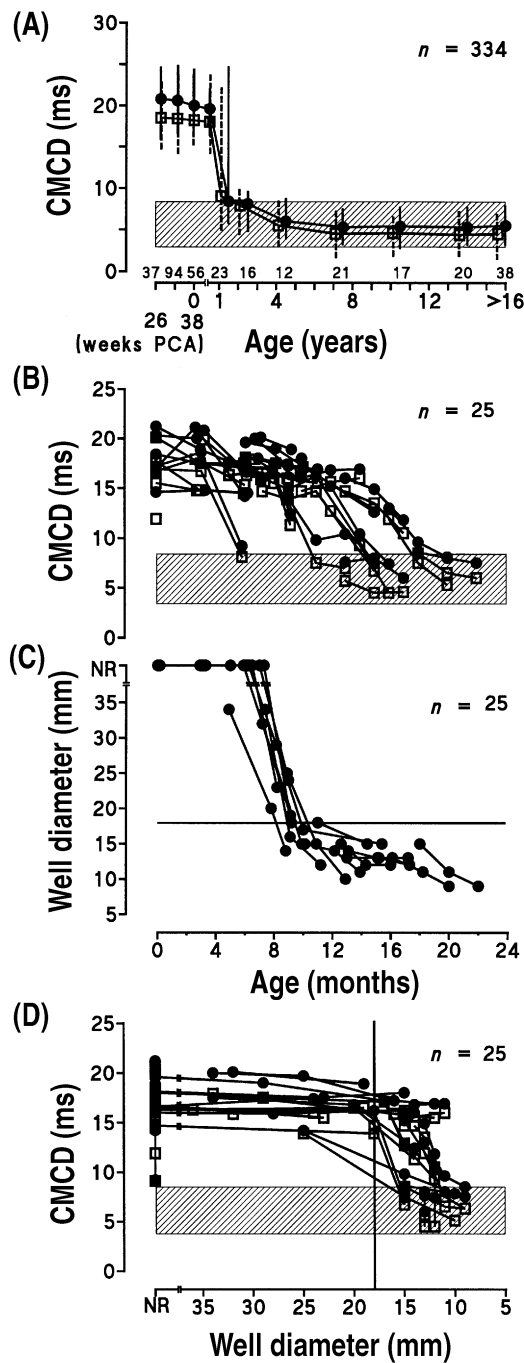 (A)
CMCD (ms)
30
20
10
0
n = 334
37 94 56 23 16 12 21 17 20 38
0 1 4 8 12 >16
26 38
(weeks PCA)
Age (years)
(B)
CMCD (ms)
25
20
15
10
5
0
n = 25
(C)
Well diameter (mm)
NR
35
30
25
20
15
10
5
n = 25
0 4 8 12 16 20 24
Age (months)
(D)
CMCD (ms)
25
20
15
10
5
0
n = 25
NR 35 30 25 20 15 10 5
Well diameter (mm)